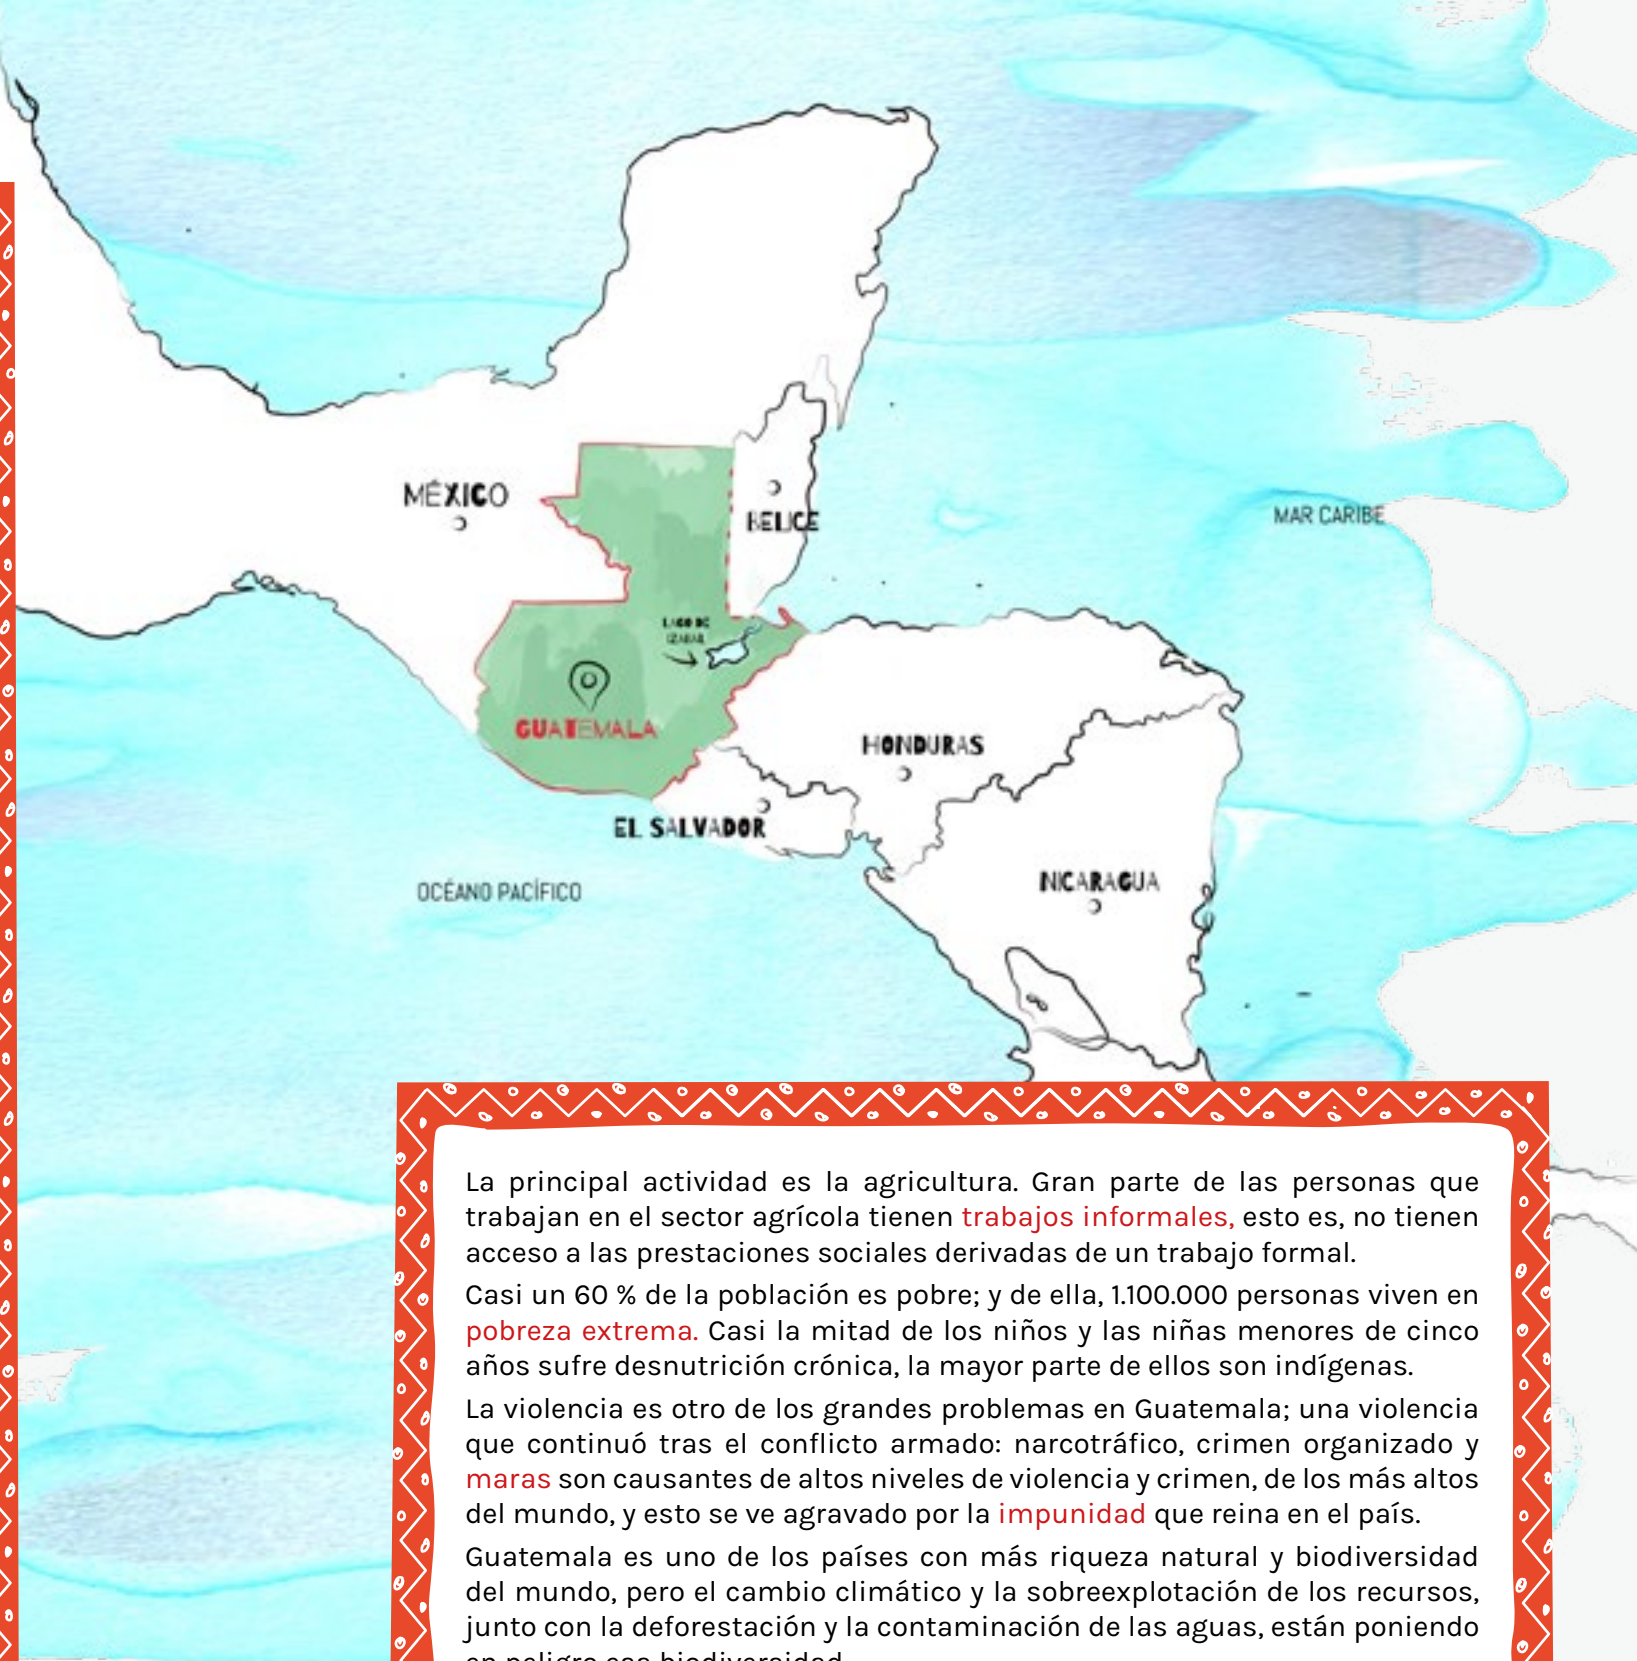 MÉXICO
BELICE
MAR CARIBE
LAGO DE
IZABAL
GUATEMALA
HONDURAS
EL SALVADOR
NICARAGUA
OCÉANO PACÍFICO
La principal actividad es la agricultura. Gran parte de las personas que
trabajan en el sector agrícola tienen trabajos informales, esto es, no tienen
acceso a las prestaciones sociales derivadas de un trabajo formal.
Casi un 60 % de la población es pobre; y de ella, 1.100.000 personas viven en
pobreza extrema. Casi la mitad de los niños y las niñas menores de cinco
años sufre desnutrición crónica, la mayor parte de ellos son indígenas.
La violencia es otro de los grandes problemas en Guatemala; una violencia
que continuó tras el conflicto armado: narcotráfico, crimen organizado y
maras son causantes de altos niveles de violencia y crimen, de los más altos
del mundo, y esto se ve agravado por la impunidad que reina en el país.
Guatemala es uno de los países con más riqueza natural y biodiversidad
del mundo, pero el cambio climático y la sobreexplotación de los recursos,
junto con la deforestación y la contaminación de las aguas, están poniendo
en peligro esa biodiversidad